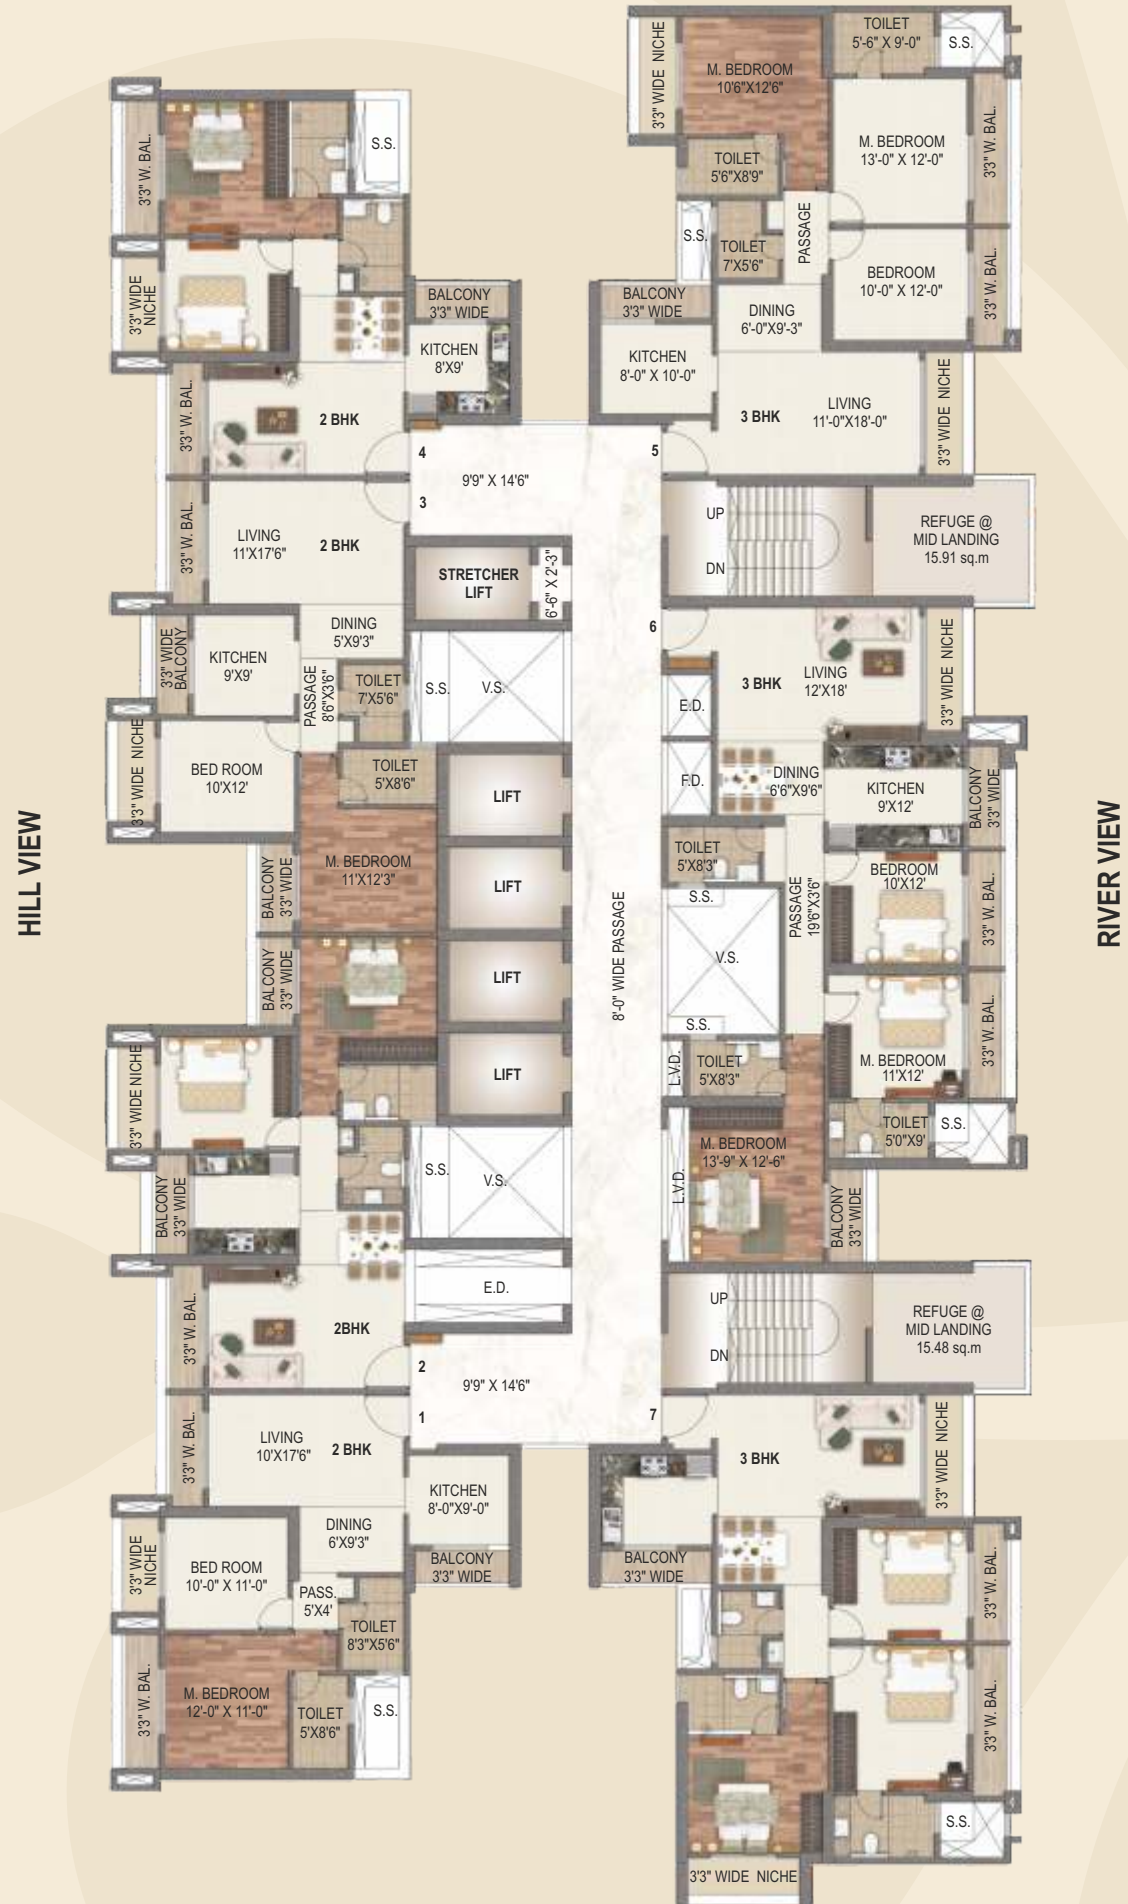 TOILET
5'-6" X 9'-0"
S.S.
3'3" WIDE NICHE
M. BEDROOM
10'6"X12'6"
M. BEDROOM
13'-0" X 12'-0"
3'3" W. BAL.
TOILET
5'6"X8'9"
S.S.
TOILET
7'X5'6"
PASSAGE
BEDROOM
10'-0" X 12'-0"
3'3" W. BAL.
BALCONY
3'3" WIDE
DINING
6'-0"X9'-3"
KITCHEN
8'-0" X 10'-0"
3 BHK
LIVING
11'-0"X18'-0"
3'3" WIDE NICHE
5
3'3" W. BAL.
S.S.
3'3" WIDE
NICHE
BALCONY
3'3" WIDE
KITCHEN
8'X9'
3'3" W. BAL.
2 BHK
4
9'9" X 14'6"
3
3'3" W. BAL.
LIVING
11'X17'6"
2 BHK
UP
DN
REFUGE @
MID LANDING
15.91 sq.m
STRETCHER
LIFT
6'-6" X 2'-3"
DINING
5'X9'3"
3'3" WIDE
BALCONY
KITCHEN
9'X9'
PASSAGE
8'6"X3'6"
TOILET
7'X5'6"
S.S.
V.S.
6
3 BHK
LIVING
12'X18'
3'3" WIDE NICHE
E.D.
F.D.
3'3" WIDE NICHE
BED ROOM
10'X12'
TOILET
5'X8'6"
LIFT
DINING
6'6"X9'6"
KITCHEN
9'X12'
BALCONY
3'3" WIDE
HILL VIEW
BALCONY
3'3" WIDE
M. BEDROOM
11'X12'3"
LIFT
TOILET
5'X8'3"
S.S.
PASSAGE
19'6"X3'6"
BEDROOM
10'X12'
3'3" W. BAL.
RIVER VIEW
8'-0" WIDE PASSAGE
BALCONY
3'3" WIDE
LIFT
V.S.
S.S.
3'3" W. BAL.
M. BEDROOM
11'X12'
3'3" WIDE NICHE
LIFT
L.V.D.
TOILET
5'X8'3"
TOILET
5'0"X9'
S.S.
BALCONY
3'3" WIDE
S.S.
V.S.
L.V.D.
M. BEDROOM
13'-9" X 12'-6"
BALCONY
3'3" WIDE
E.D.
3'3" W. BAL.
2BHK
2
9'9" X 14'6"
1
UP
DN
REFUGE @
MID LANDING
15.48 sq.m
3'3" W. BAL.
LIVING
10'X17'6"
2 BHK
7
3 BHK
3'3" WIDE NICHE
KITCHEN
8'-0"X9'-0"
DINING
6'X9'3"
BALCONY
3'3" WIDE
BALCONY
3'3" WIDE
3'3" WIDE
NICHE
BED ROOM
10'-0" X 11'-0"
PASS.
5'X4'
TOILET
8'3"X5'6"
3'3" W. BAL.
3'3" W. BAL.
M. BEDROOM
12'-0" X 11'-0"
TOILET
5'X8'6"
S.S.
3'3" W. BAL.
S.S.
3'3" WIDE NICHE